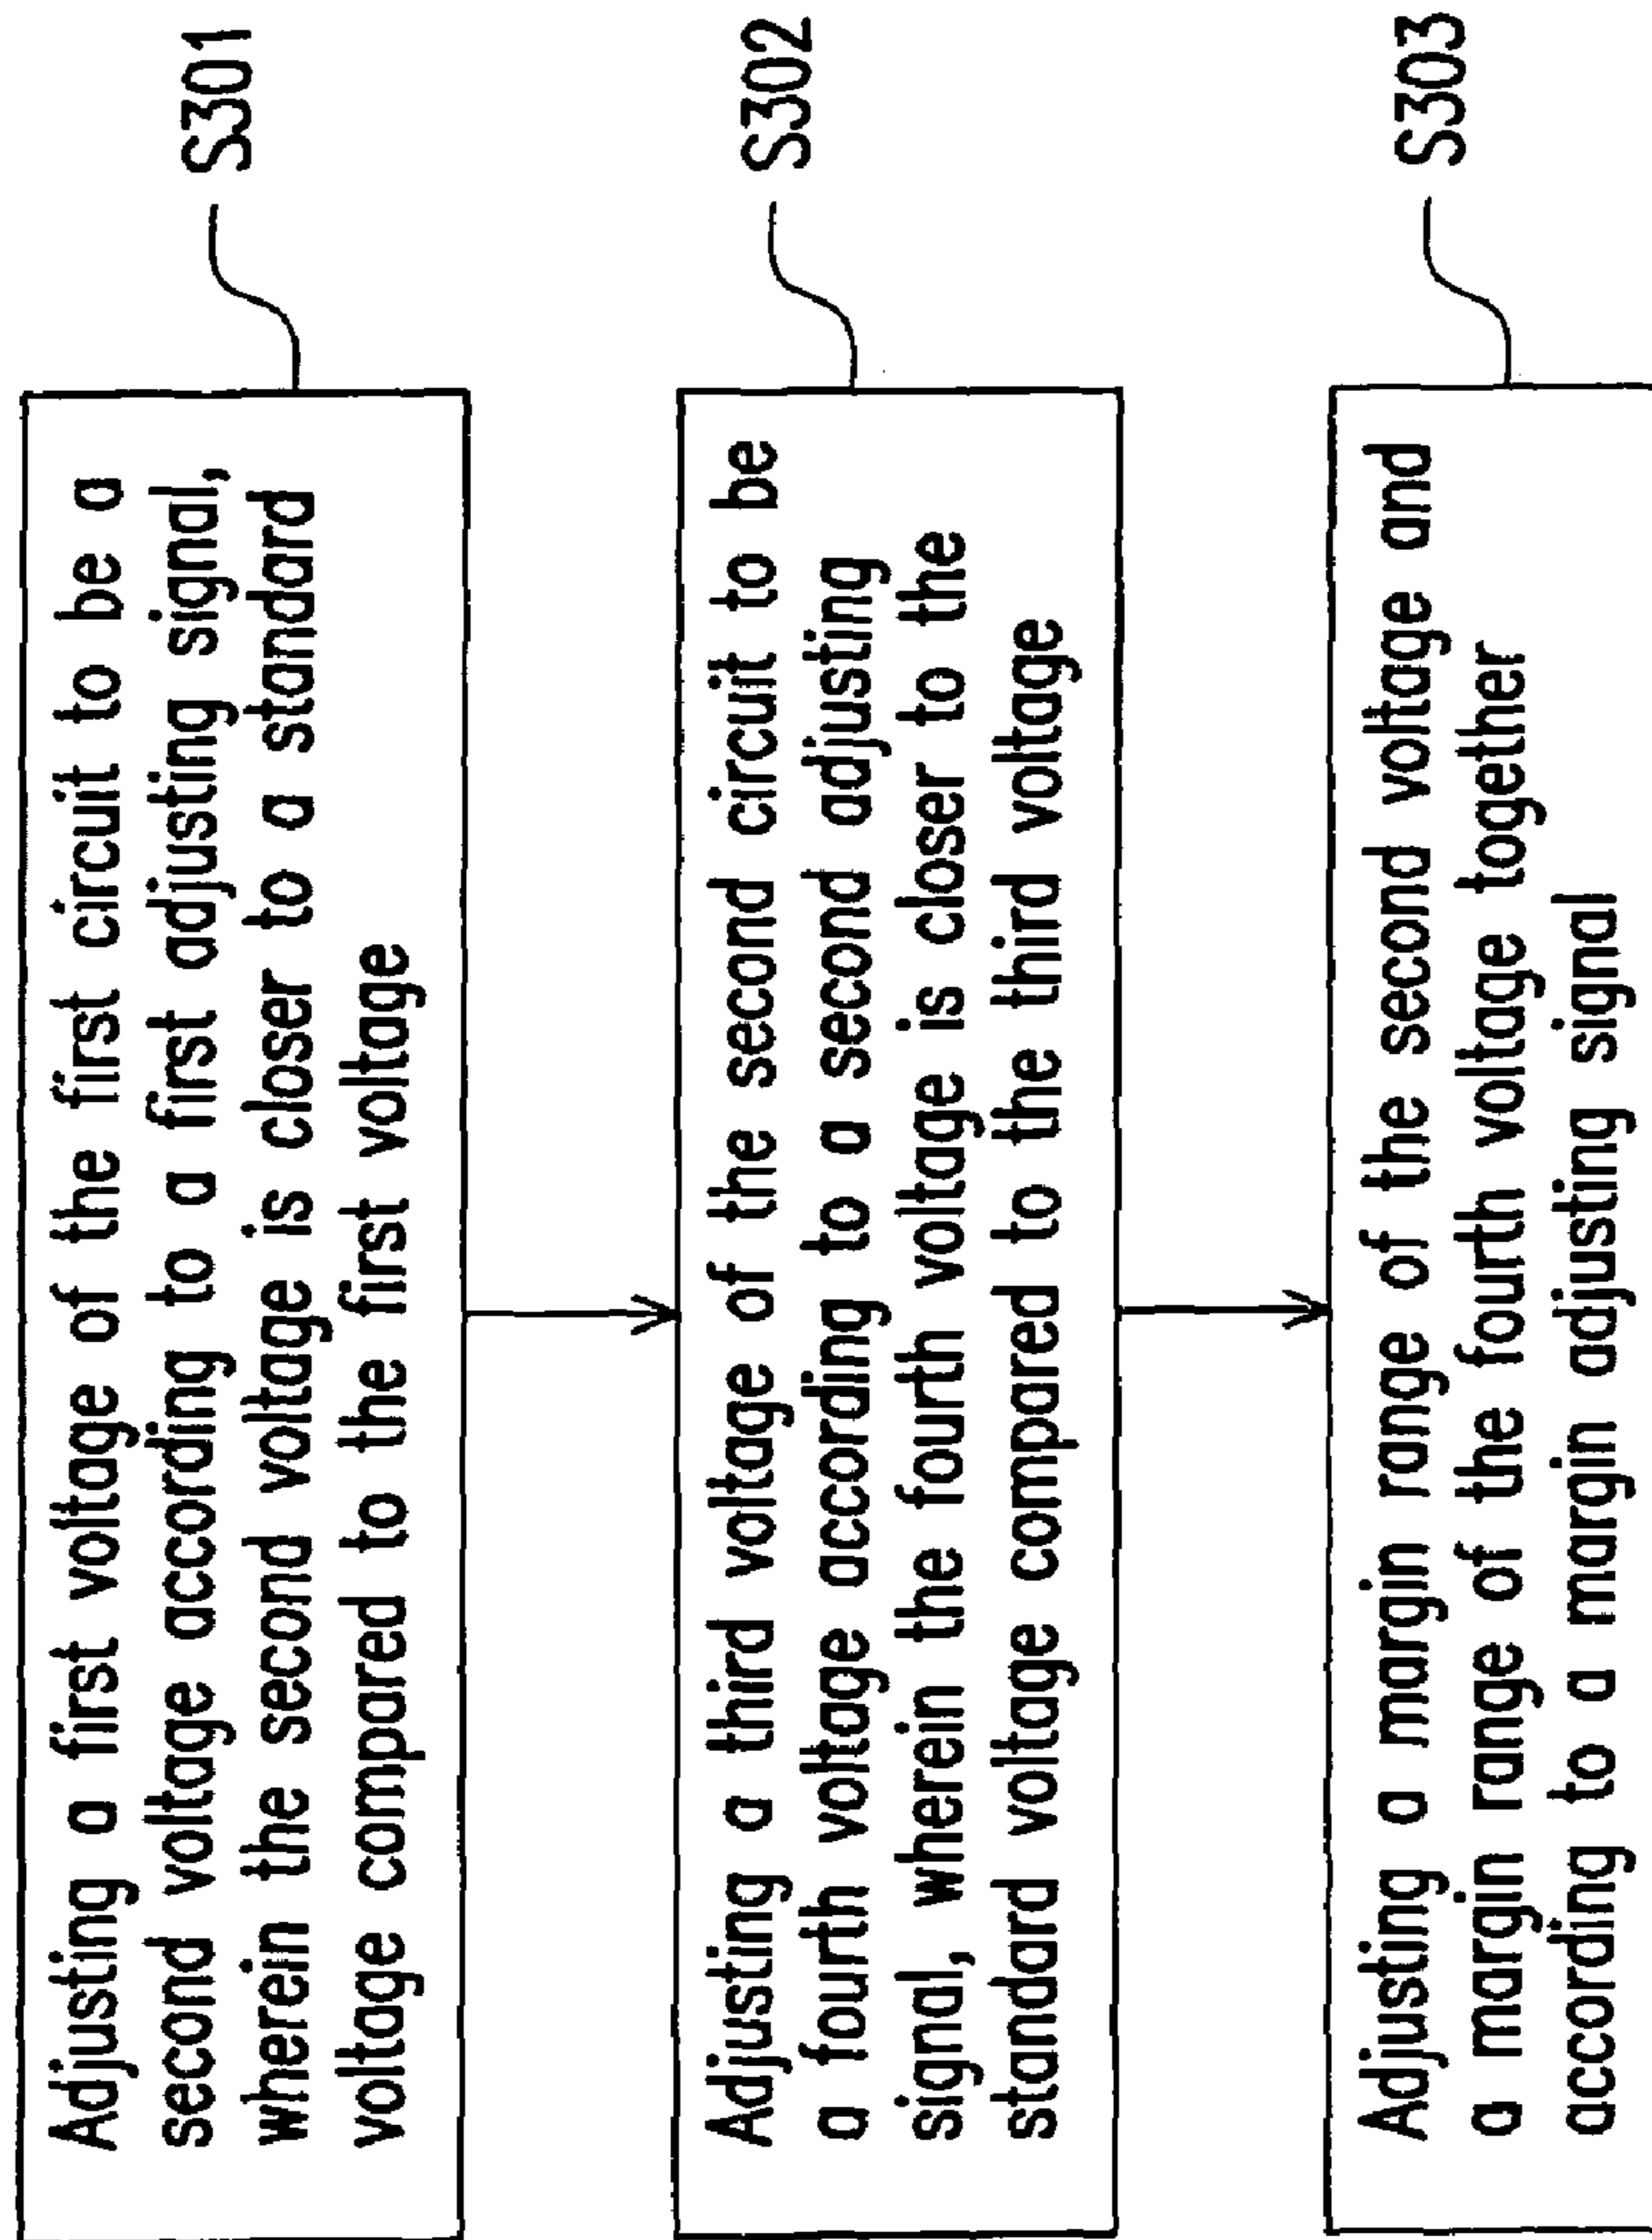 Adjusting a first voltage of the first circuit to be a
second voltage according to a first adjusting signal,
wherein the second voltage is closer to a standard
voltage compared to the first voltage
S301
Adjusting a third voltage of the second circuit to be
a fourth voltage according to a second adjusting
signal, wherein the fourth voltage is closer to the
standard voltage compared to the third voltage
S302
Adjusting a margin range of the second voltage and
a margin range of the fourth voltage together
according to a margin adjusting signal
S303